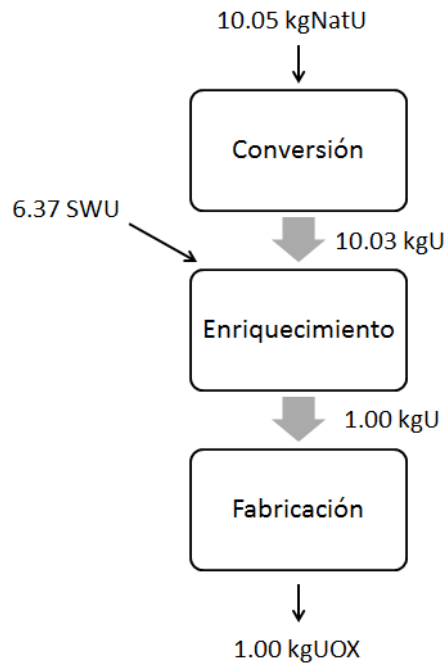 10.05 kgNatU
Conversión
6.37 SWU
10.03 kgU
Enriquecimiento
1.00 kgU
Fabricación
1.00 kgUOX